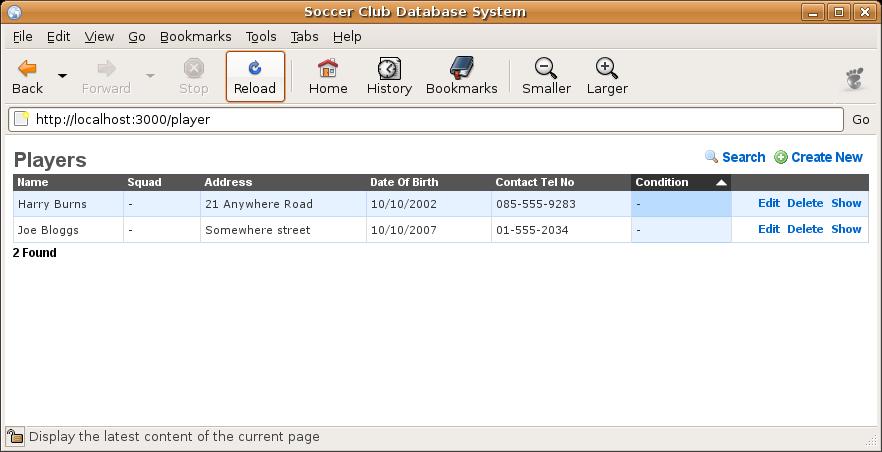 Soccer Club Database System
File Edit View Go Bookmarks Tools Tabs Help
Back Forward Stop Reload Home History Bookmarks Smaller Larger
http://localhost:3000/player Go
Players Search Create New
Name Squad Address Date Of Birth Contact Tel No Condition
Harry Burns - 21 Anywhere Road 10/10/2002 085-555-9283 - Edit Delete Show
Joe Bloggs - Somewhere street 10/10/2007 01-555-2034 - Edit Delete Show
2 Found
Display the latest content of the current page